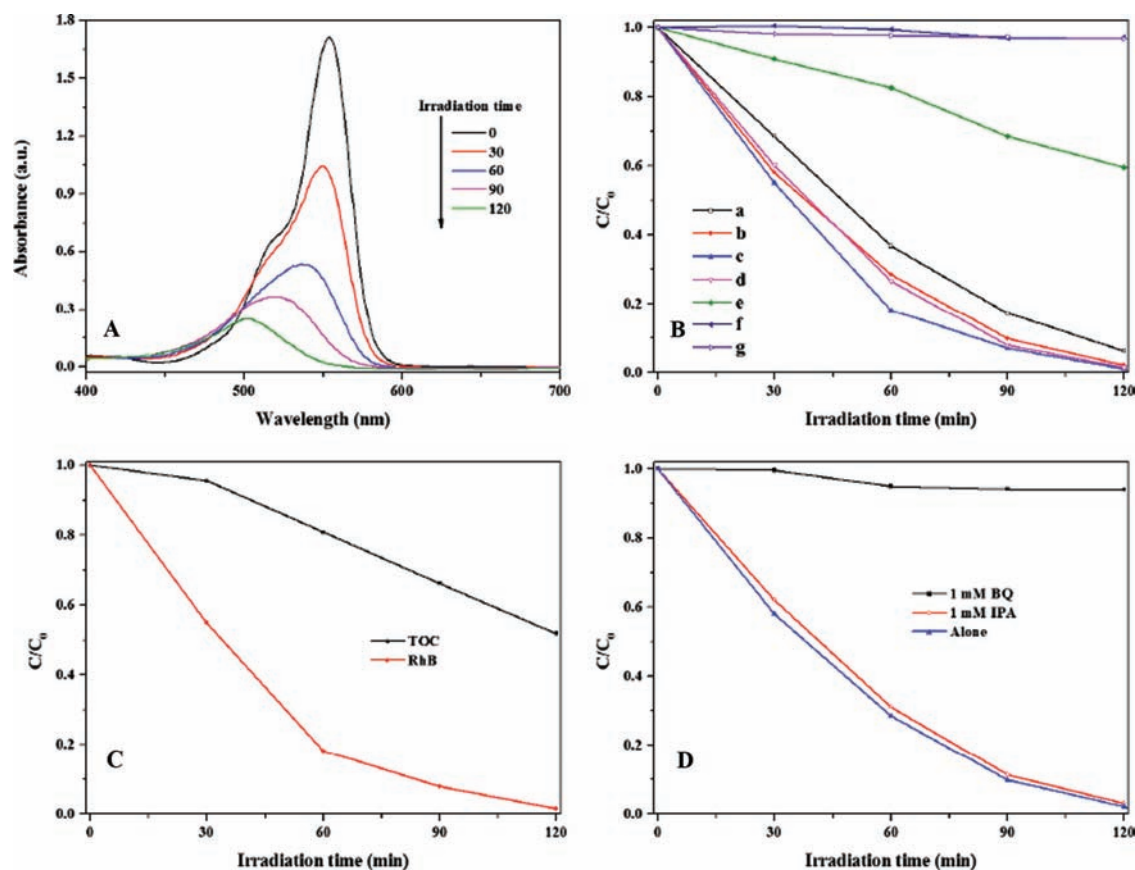 1.8
1.5
1.2
0.9
0.6
0.3
0.0
Absorbance (a.u.)
Irradiation time
0
30
60
90
120
A
400 500 600 700
Wavelength (nm)
1.0
0.8
0.6
0.4
0.2
0.0
C/C0
a
b
c
d
e
f
g
B
0 30 60 90 120
Irradiation time (min)
1.0
0.8
0.6
0.4
0.2
0.0
C/C0
TOC
RhB
C
0 30 60 90 120
Irradiation time (min)
1.0
0.8
0.6
0.4
0.2
0.0
C/C0
1 mM BQ
1 mM IPA
Alone
D
0 30 60 90 120
Irradiation time (min)